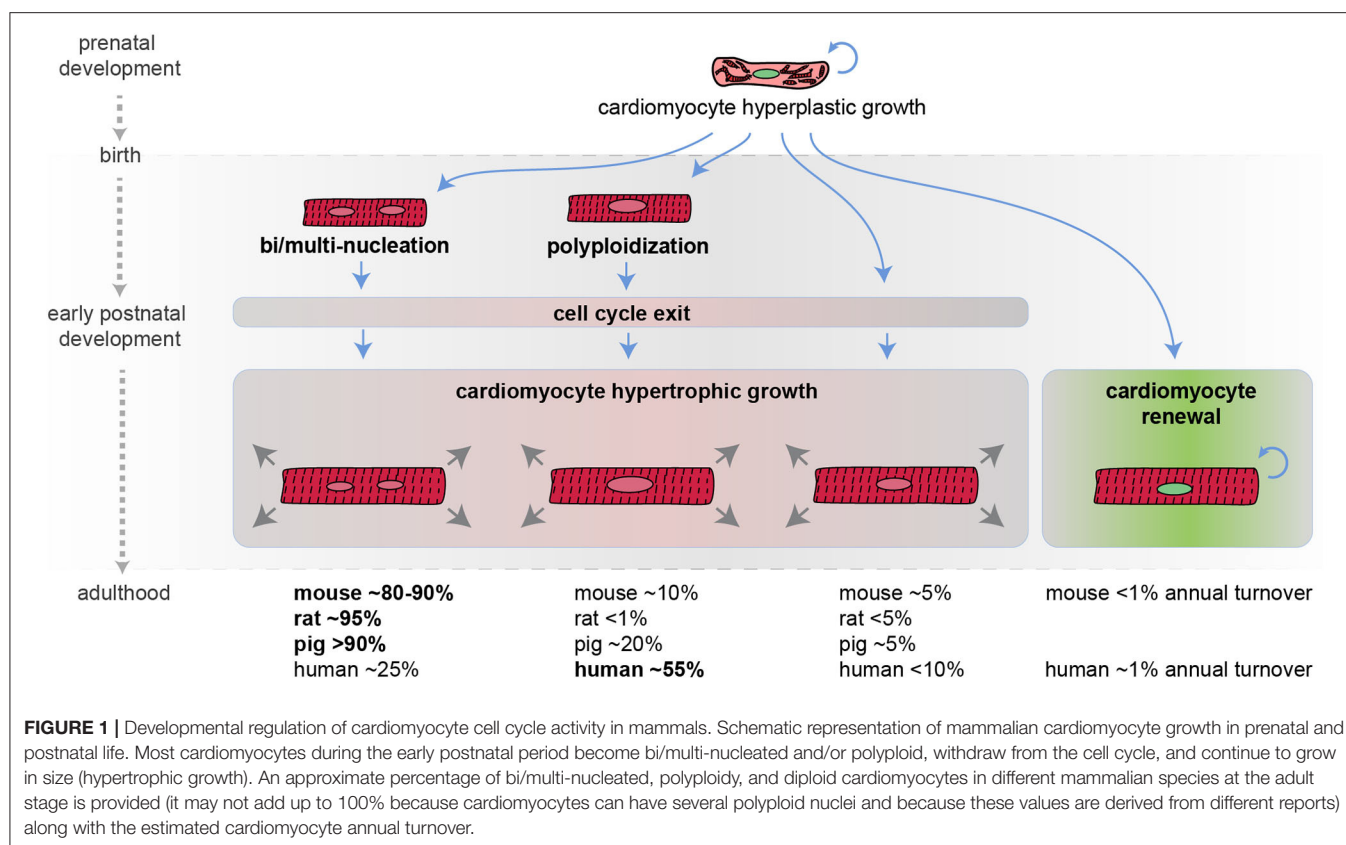 prenatal
development
cardiomyocyte hyperplastic growth
birth
bi/multi-nucleation
polyploidization
early postnatal
development
cell cycle exit
cardiomyocyte hypertrophic growth
cardiomyocyte
renewal
adulthood
mouse ~80-90%
rat ~95%
pig >90%
human ~25%
mouse ~10%
rat <1%
pig ~20%
human ~55%
mouse ~5%
rat <5%
pig ~5%
human <10%
mouse <1% annual turnover
human ~1% annual turnover
FIGURE 1 | Developmental regulation of cardiomyocyte cell cycle activity in mammals. Schematic representation of mammalian cardiomyocyte growth in prenatal and
postnatal life. Most cardiomyocytes during the early postnatal period become bi/multi-nucleated and/or polyploid, withdraw from the cell cycle, and continue to grow
in size (hypertrophic growth). An approximate percentage of bi/multi-nucleated, polyploidy, and diploid cardiomyocytes in different mammalian species at the adult
stage is provided (it may not add up to 100% because cardiomyocytes can have several polyploid nuclei and because these values are derived from different reports)
along with the estimated cardiomyocyte annual turnover.